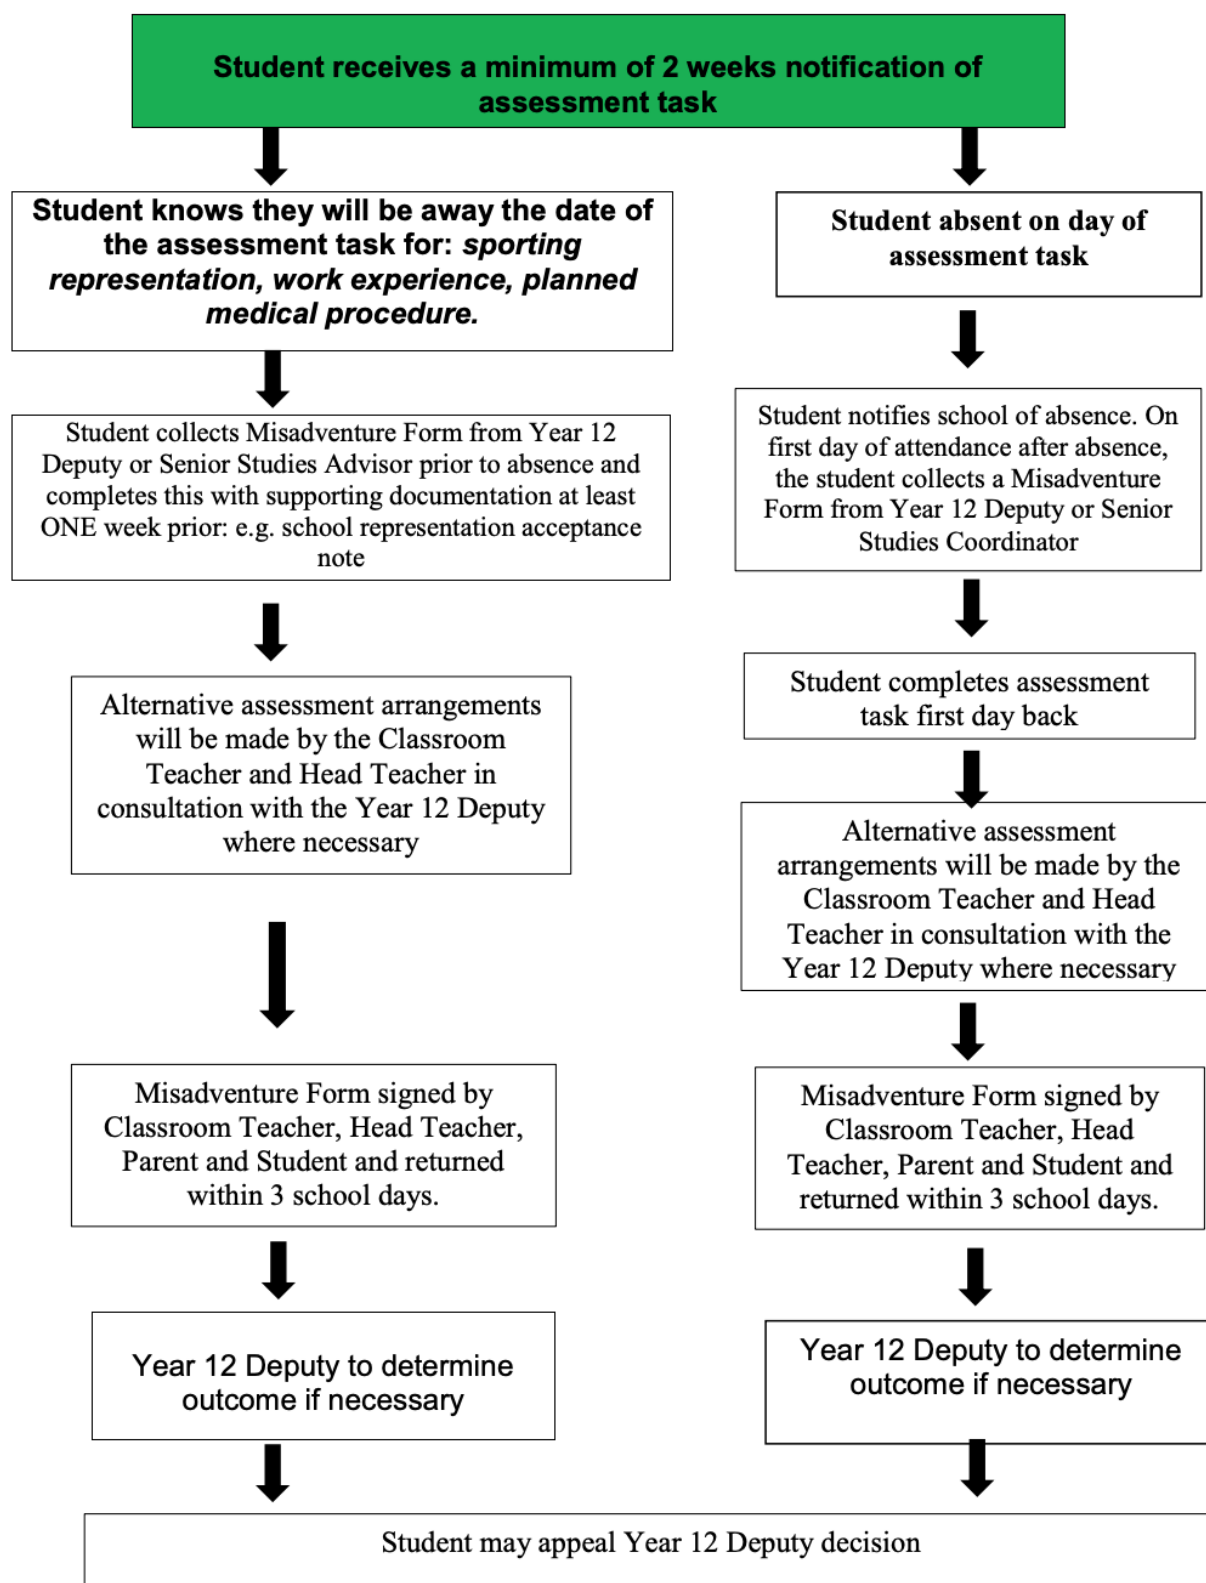 Student receives a minimum of 2 weeks notification of
assessment task
Student knows they will be away the date of
the assessment task for: sporting
representation, work experience, planned
medical procedure.
Student collects Misadventure Form from Year 12
Deputy or Senior Studies Advisor prior to absence and
completes this with supporting documentation at least
ONE week prior: e.g. school representation acceptance
note
Alternative assessment arrangements
will be made by the Classroom
Teacher and Head Teacher in
consultation with the Year 12 Deputy
where necessary
Misadventure Form signed by
Classroom Teacher, Head Teacher,
Parent and Student and returned
within 3 school days.
Year 12 Deputy to determine
outcome if necessary
Student absent on day of
assessment task
Student notifies school of absence. On
first day of attendance after absence,
the student collects a Misadventure
Form from Year 12 Deputy or Senior
Studies Coordinator
Student completes assessment
task first day back
Alternative assessment
arrangements will be made by the
Classroom Teacher and Head
Teacher in consultation with the
Year 12 Deputy where necessary
Misadventure Form signed by
Classroom Teacher, Head
Teacher, Parent and Student and
returned within 3 school days.
Year 12 Deputy to determine
outcome if necessary
Student may appeal Year 12 Deputy decision